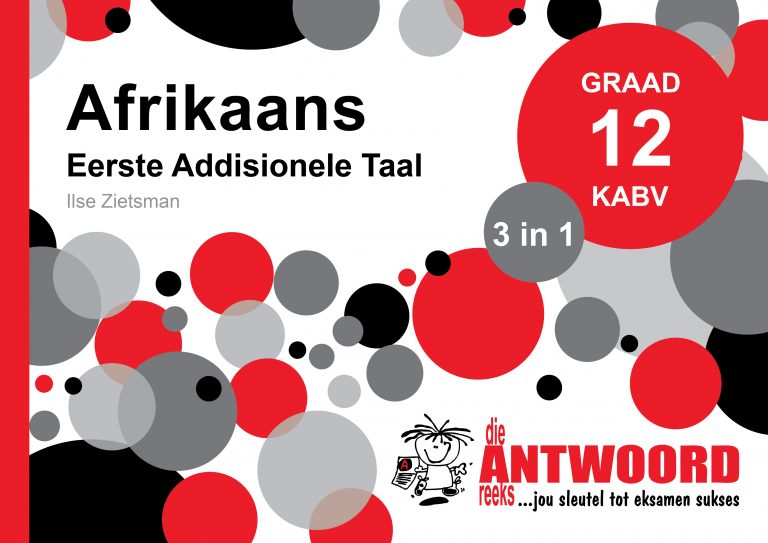 Afrikaans
Eerste Addisionele Taal
Ilse Zietsman
GRAAD
12
KABV
3 in 1
A
die
ANTWOORD
reeks ...jou sleutel tot eksamen sukses